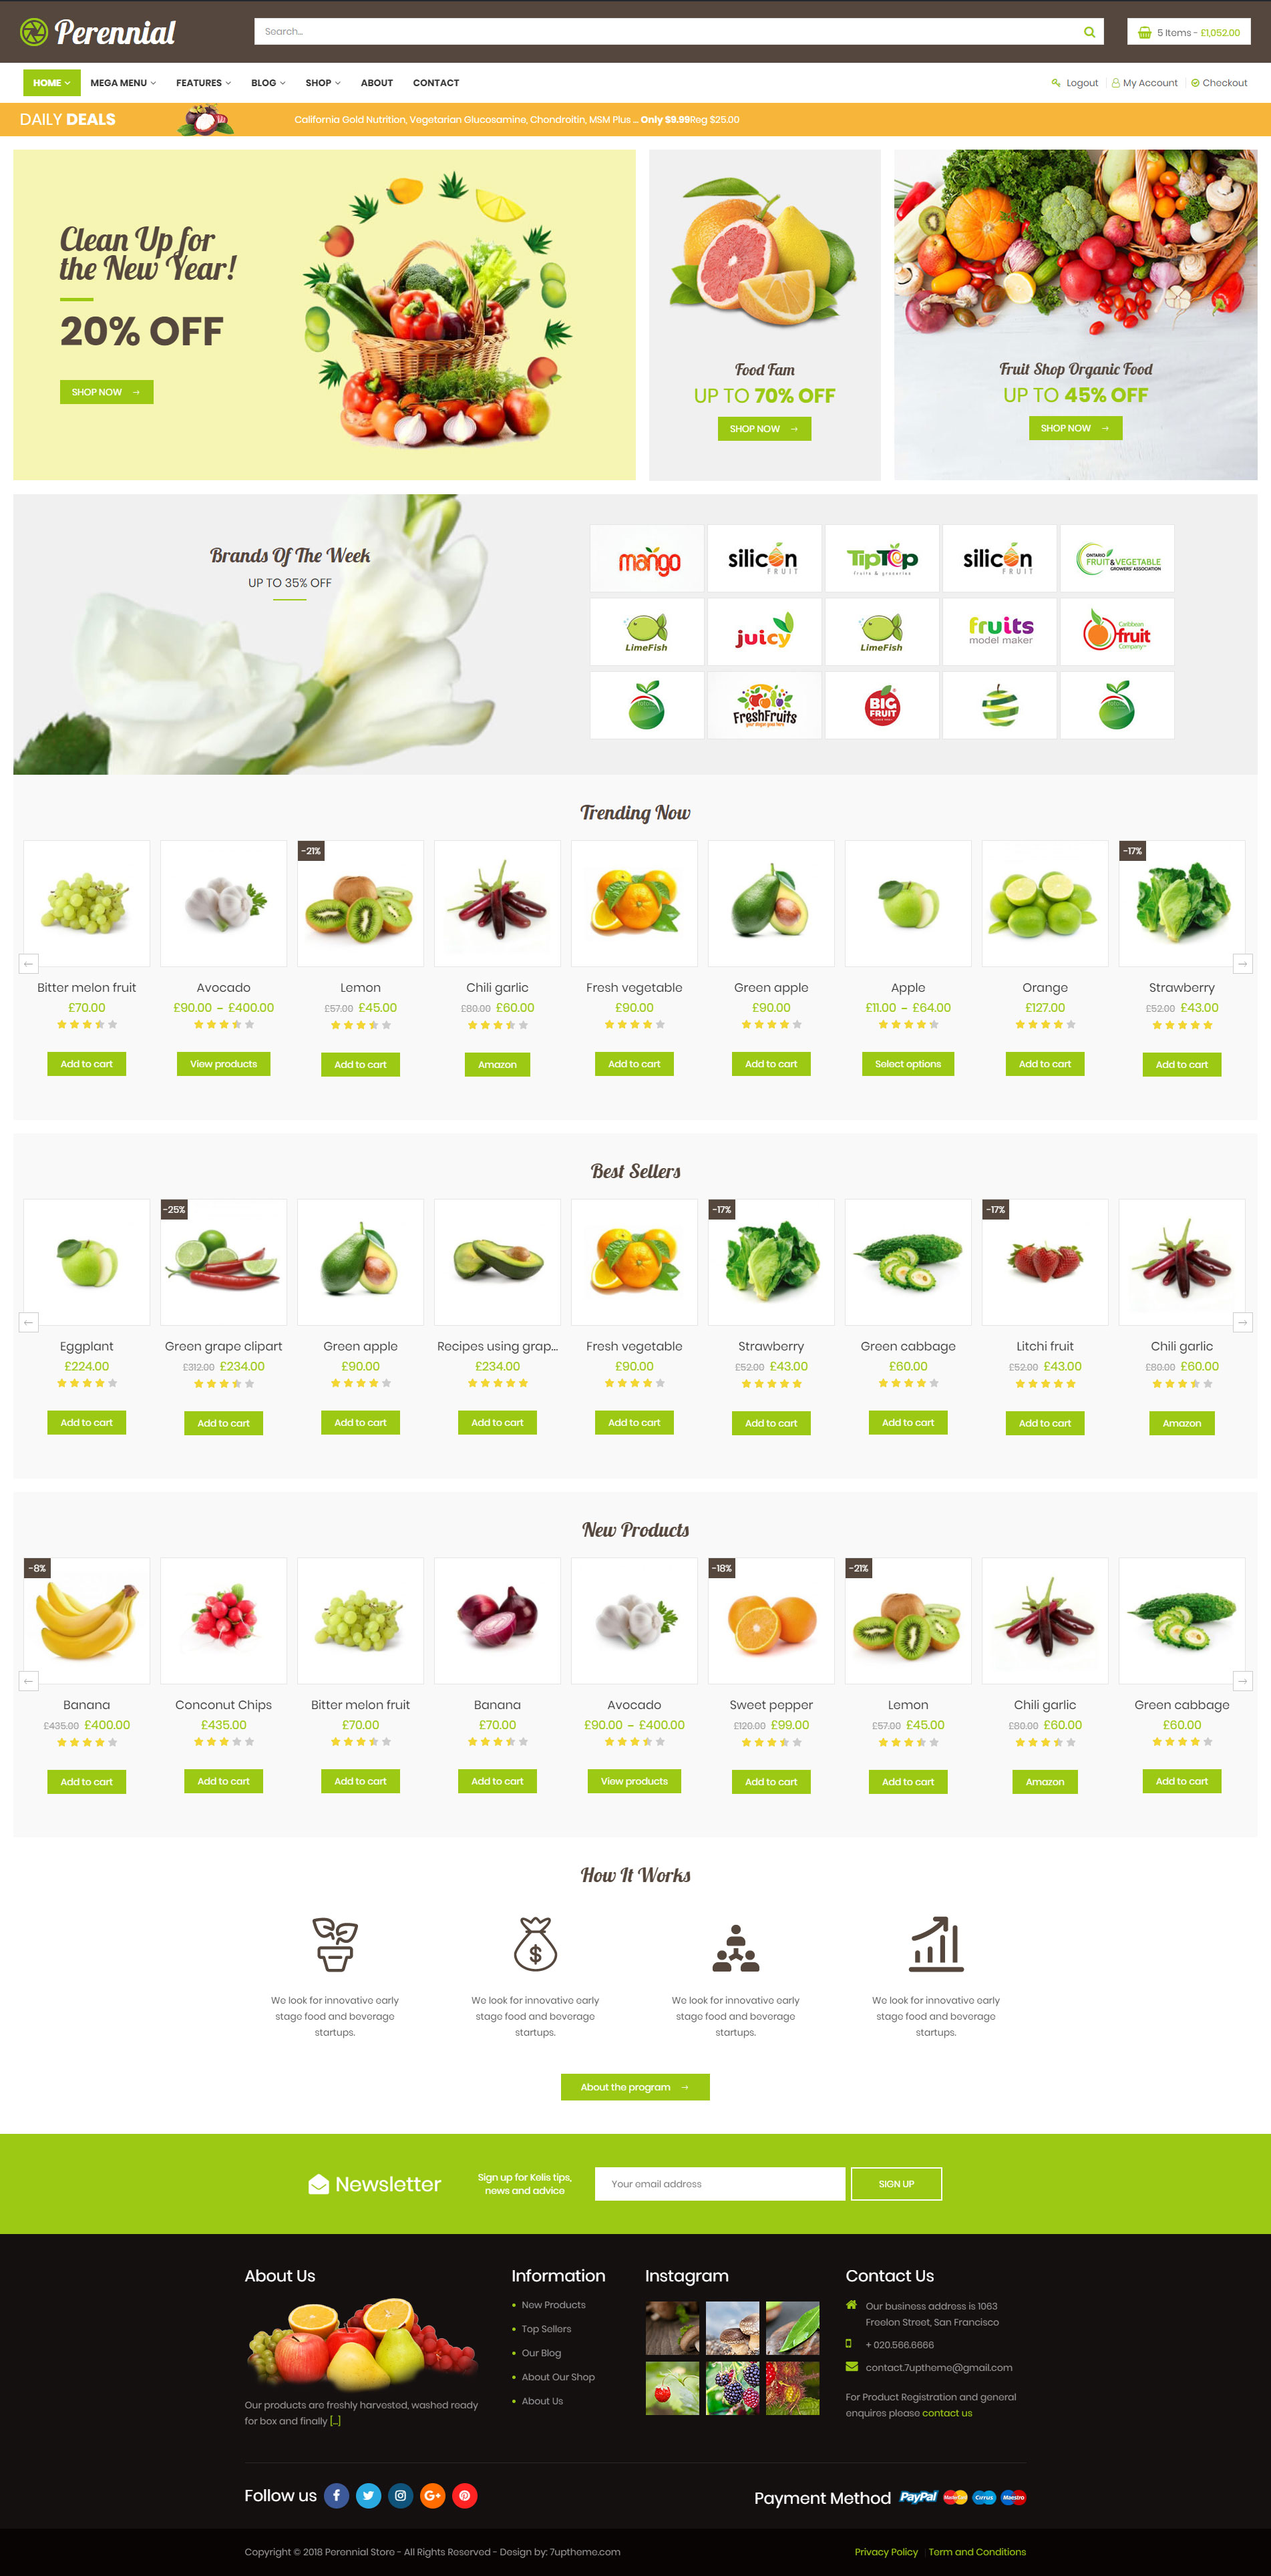 Perennial
Search...
5 Items - £1,052.00
HOME
MEGA MENU
FEATURES
BLOG
SHOP
ABOUT
CONTACT
Logout
My Account
Checkout
DAILY DEALS
California Gold Nutrition, Vegetarian Glucosamine, Chondroitin, MSM Plus ... Only $9.99Reg $25.00
Clean Up for
the New Year!
20% OFF
SHOP NOW →
Food Fam
UP TO 70% OFF
SHOP NOW →
Fruit Shop Organic Food
UP TO 45% OFF
SHOP NOW →
Brands Of The Week
UP TO 35% OFF
mango
silicon
FRUIT
TipTop
fruits & groceries
silicon
FRUIT
ONTARIO
FRUIT&VEGETABLE
GROWERS' ASSOCIATION
LimeFish
juicy
LimeFish
fruits
model maker
Caribbean
fruit
Company
FreshFruits
your slogan goes here
BIG
FRUIT
Trending Now
-21%
-17%
Bitter melon fruit
Avocado
Lemon
Chili garlic
Fresh vegetable
Green apple
Apple
Orange
Strawberry
£70.00
£90.00 – £400.00
£57.00 £45.00
£80.00 £60.00
£90.00
£90.00
£11.00 – £64.00
£127.00
£52.00 £43.00
Add to cart
View products
Add to cart
Amazon
Add to cart
Add to cart
Select options
Add to cart
Add to cart
Best Sellers
-25%
-17%
-17%
Eggplant
Green grape clipart
Green apple
Recipes using grap...
Fresh vegetable
Strawberry
Green cabbage
Litchi fruit
Chili garlic
£224.00
£312.00 £234.00
£90.00
£234.00
£90.00
£52.00 £43.00
£60.00
£52.00 £43.00
£80.00 £60.00
Add to cart
Add to cart
Add to cart
Add to cart
Add to cart
Add to cart
Add to cart
Add to cart
Amazon
New Products
-8%
-18%
-21%
Banana
Conconut Chips
Bitter melon fruit
Banana
Avocado
Sweet pepper
Lemon
Chili garlic
Green cabbage
£435.00 £400.00
£435.00
£70.00
£70.00
£90.00 – £400.00
£120.00 £99.00
£57.00 £45.00
£80.00 £60.00
£60.00
Add to cart
Add to cart
Add to cart
Add to cart
View products
Add to cart
Add to cart
Amazon
Add to cart
How It Works
We look for innovative early
stage food and beverage
startups.
We look for innovative early
stage food and beverage
startups.
We look for innovative early
stage food and beverage
startups.
We look for innovative early
stage food and beverage
startups.
About the program →
Newsletter
Sign up for Kelis tips,
news and advice
Your email address
SIGN UP
About Us
Our products are freshly harvested, washed ready
for box and finally [...]
Information
New Products
Top Sellers
Our Blog
About Our Shop
About Us
Instagram
Contact Us
Our business address is 1063
Freelon Street, San Francisco
+ 020.566.6666
contact.7uptheme@gmail.com
For Product Registration and general
enquires please contact us
Follow us
Payment Method
PayPal
MasterCard
Cirrus
Maestro
Copyright © 2018 Perennial Store - All Rights Reserved - Design by: 7uptheme.com
Privacy Policy
Term and Conditions